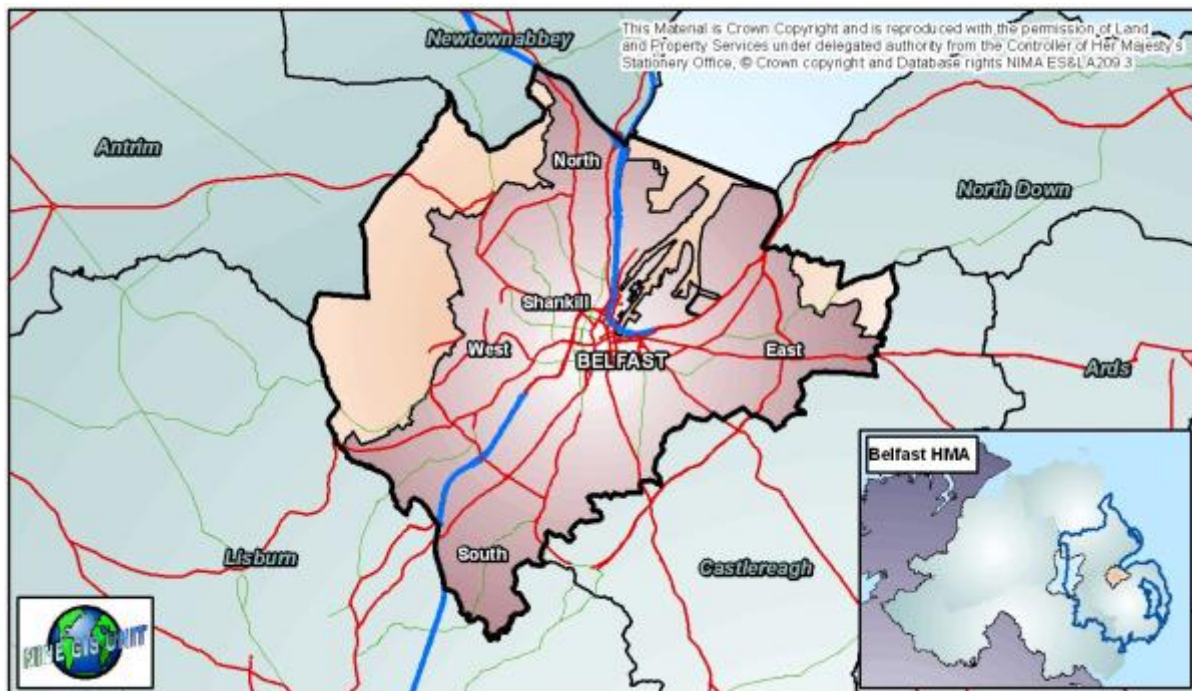 This Material is Crown Copyright and is reproduced with the permission of Land
and Property Services under delegated authority from the Controller of Her Majesty's
Stationery Office, © Crown copyright and Database rights NIMA ES&LA209.3
Newtownabbey
Antrim
North
North Down
Shankill
West
East
BELFAST
Ards
Belfast HMA
Lisburn
South
Castlereagh
GIS UNIT